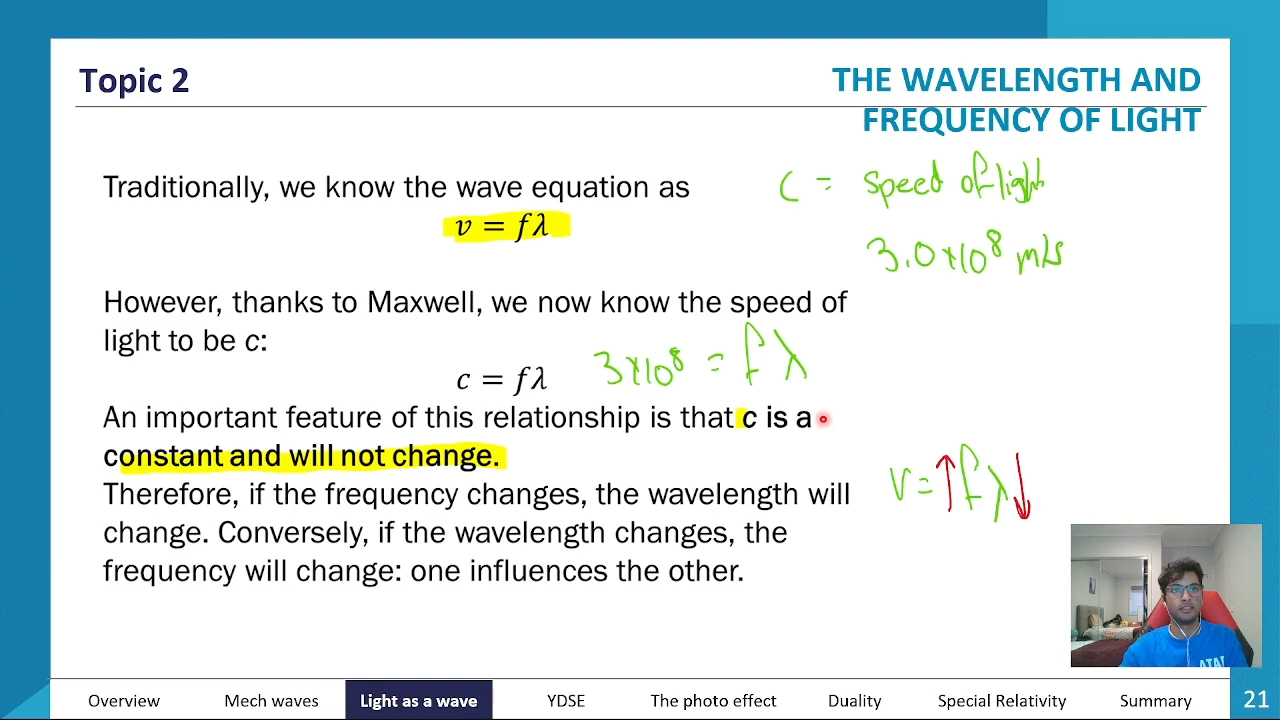 Topic 2
THE WAVELENGTH AND
FREQUENCY OF LIGHT
Traditionally, we know the wave equation as
v = fλ
c = speed of light
3.0×10⁸ m/s
However, thanks to Maxwell, we now know the speed of
light to be c:
c = fλ
3×10⁸ = fλ
An important feature of this relationship is that c is a
constant and will not change.
Therefore, if the frequency changes, the wavelength will
change. Conversely, if the wavelength changes, the
frequency will change: one influences the other.
v = ↑fλ↓
Overview
Mech waves
Light as a wave
YDSE
The photo effect
Duality
Special Relativity
Summary
21